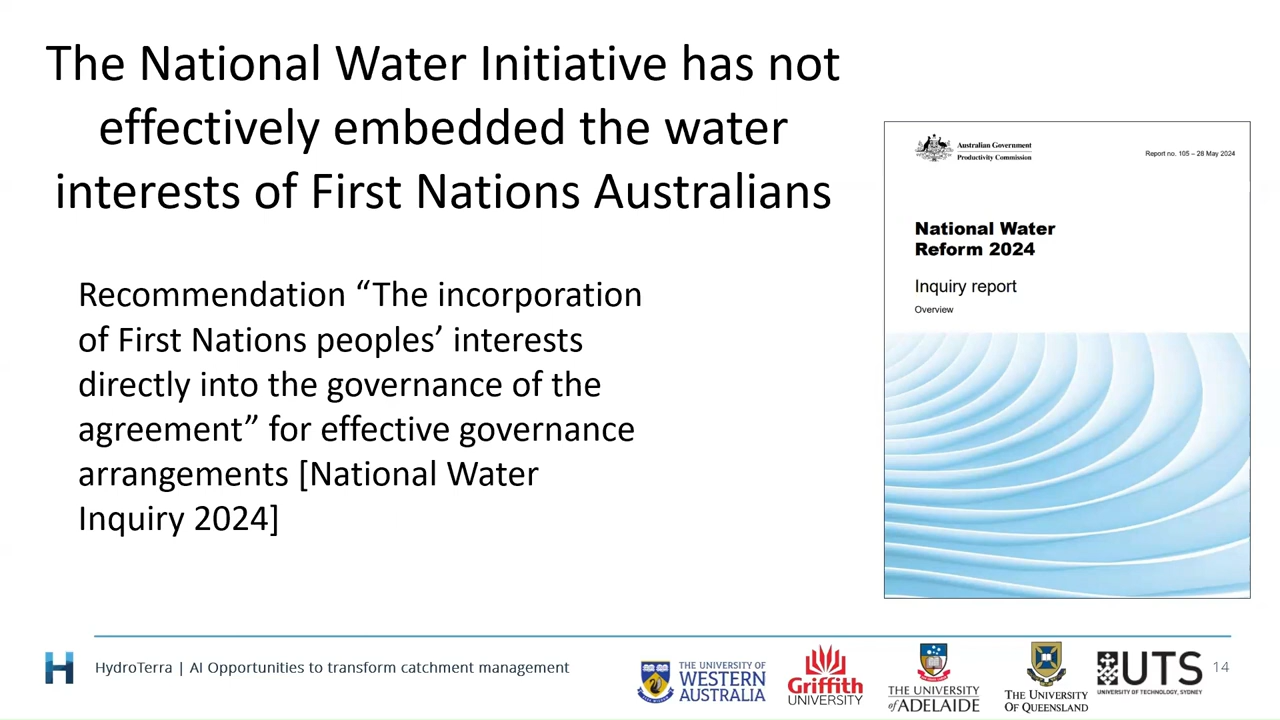 The National Water Initiative has not
effectively embedded the water
interests of First Nations Australians
Recommendation “The incorporation
of First Nations peoples’ interests
directly into the governance of the
agreement” for effective governance
arrangements [National Water
Inquiry 2024]
Australian Government
Productivity Commission
Report no. 105 – 28 May 2024
National Water
Reform 2024
Inquiry report
Overview
H
HydroTerra | AI Opportunities to transform catchment management
THE UNIVERSITY OF
WESTERN
AUSTRALIA
Griffith
UNIVERSITY
THE UNIVERSITY
of ADELAIDE
THE UNIVERSITY
OF QUEENSLAND
UTS
UNIVERSITY OF TECHNOLOGY, SYDNEY
14